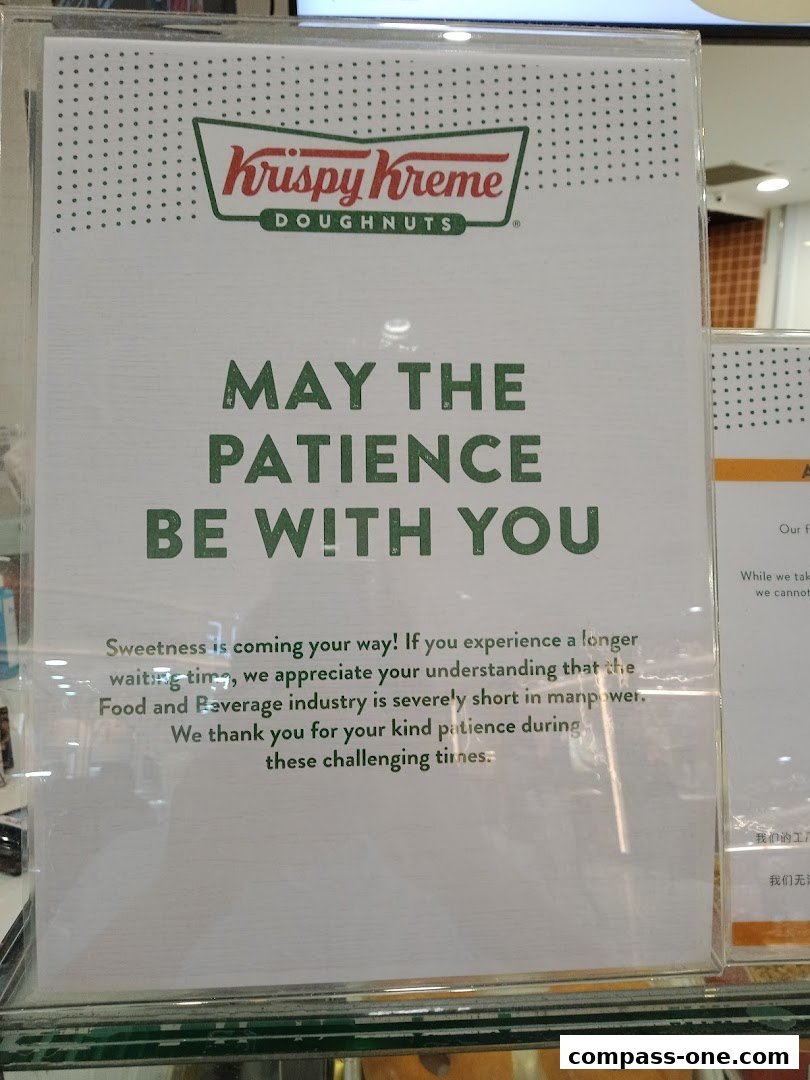 Krispy Kreme
DOUGHNUTS
®
MAY THE
PATIENCE
BE WITH YOU
Sweetness is coming your way! If you experience a longer
waiting time, we appreciate your understanding that the
Food and Beverage industry is severely short in manpower.
We thank you for your kind patience during
these challenging times.
Our f
While we tak
we cannot
我们的工厂
我们无法
compass-one.com